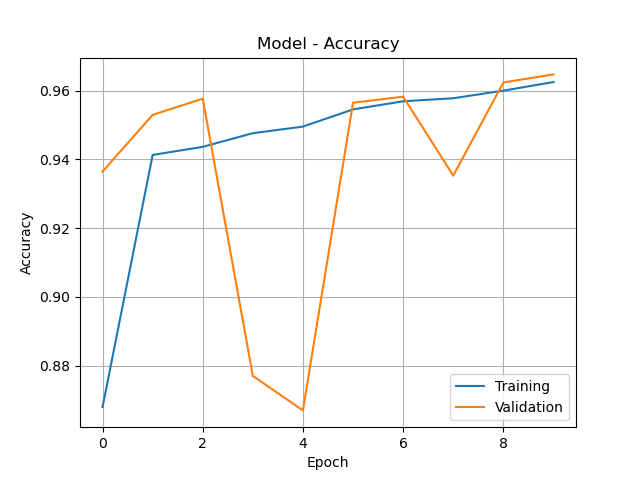 Model - Accuracy
Accuracy
0.96
0.94
0.92
0.90
0.88
0 2 4 6 8
Epoch
Training
Validation